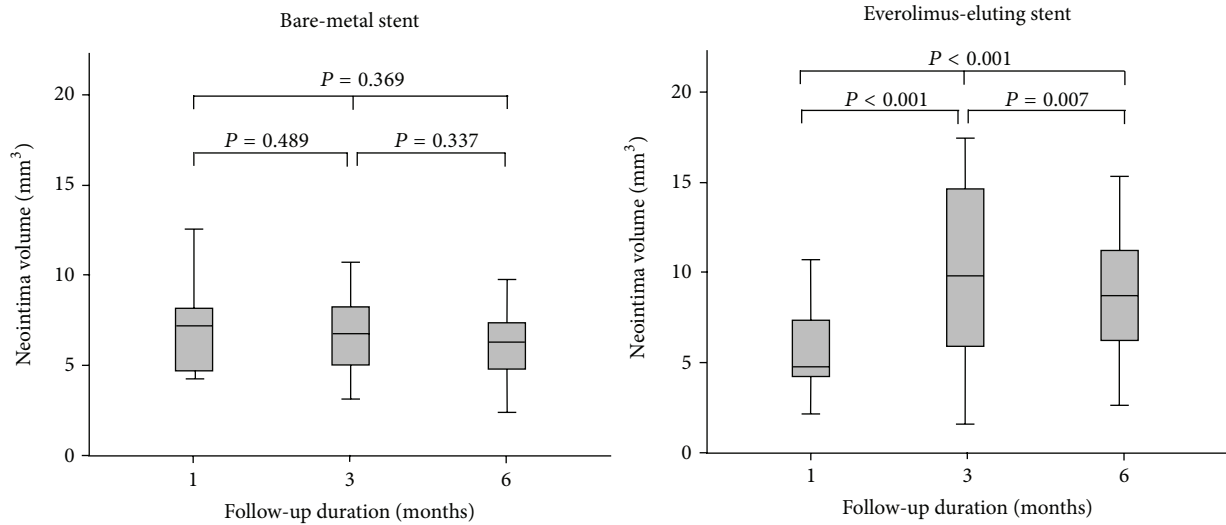 Bare-metal stent
P = 0.369
P = 0.489
P = 0.337
20
15
10
5
0
Neointima volume (mm³)
1
3
6
Follow-up duration (months)
Everolimus-eluting stent
P < 0.001
P < 0.001
P = 0.007
20
15
10
5
0
Neointima volume (mm³)
1
3
6
Follow-up duration (months)